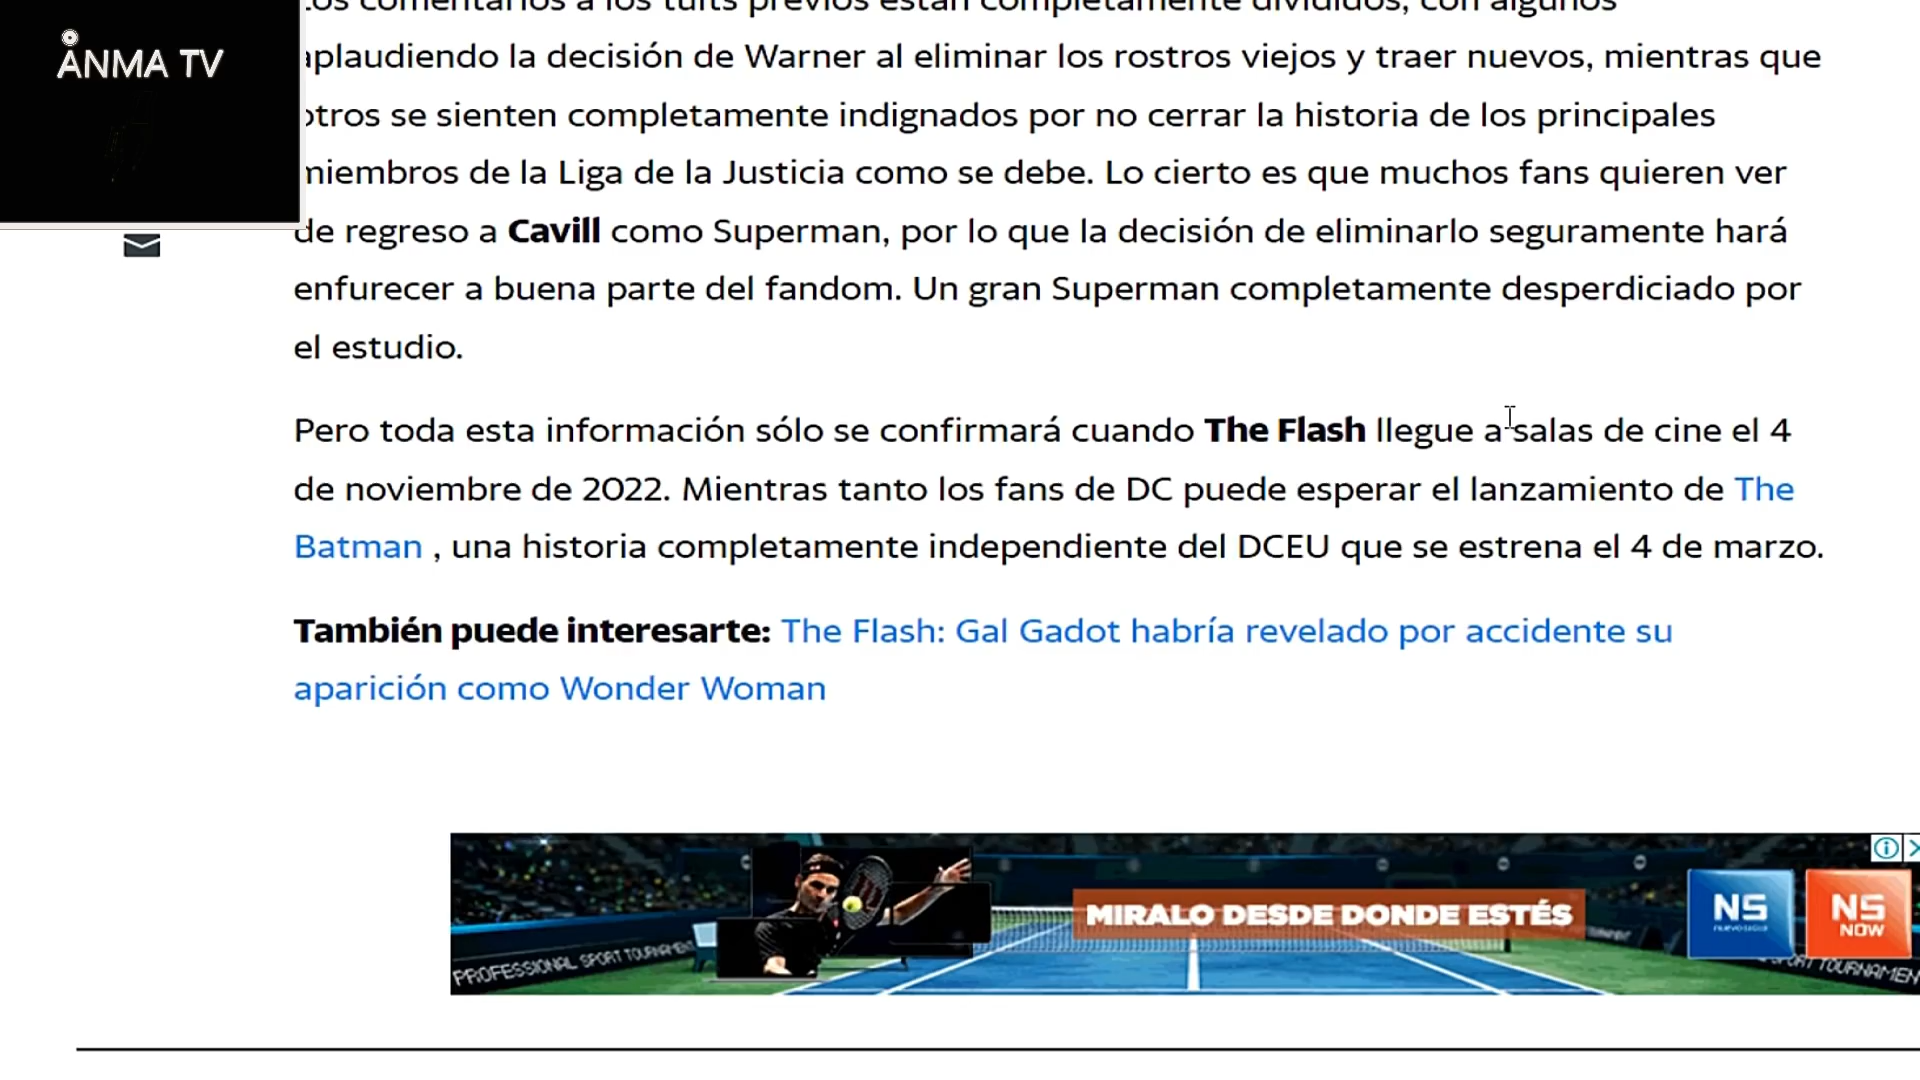 ANMA TV
comentarios a los tuits previos están completamente divididos, con algunos
aplaudiendo la decisión de Warner al eliminar los rostros viejos y traer nuevos, mientras que
otros se sienten completamente indignados por no cerrar la historia de los principales
miembros de la Liga de la Justicia como se debe. Lo cierto es que muchos fans quieren ver
de regreso a Cavill como Superman, por lo que la decisión de eliminarlo seguramente hará
enfurecer a buena parte del fandom. Un gran Superman completamente desperdiciado por
el estudio.
Pero toda esta información sólo se confirmará cuando The Flash llegue a salas de cine el 4
de noviembre de 2022. Mientras tanto los fans de DC puede esperar el lanzamiento de The
Batman , una historia completamente independiente del DCEU que se estrena el 4 de marzo.
También puede interesarte: The Flash: Gal Gadot habría revelado por accidente su
aparición como Wonder Woman
MIRALO DESDE DONDE ESTÉS
NS
NS
NOW
PROFESSIONAL SPORT TOURNAMENT